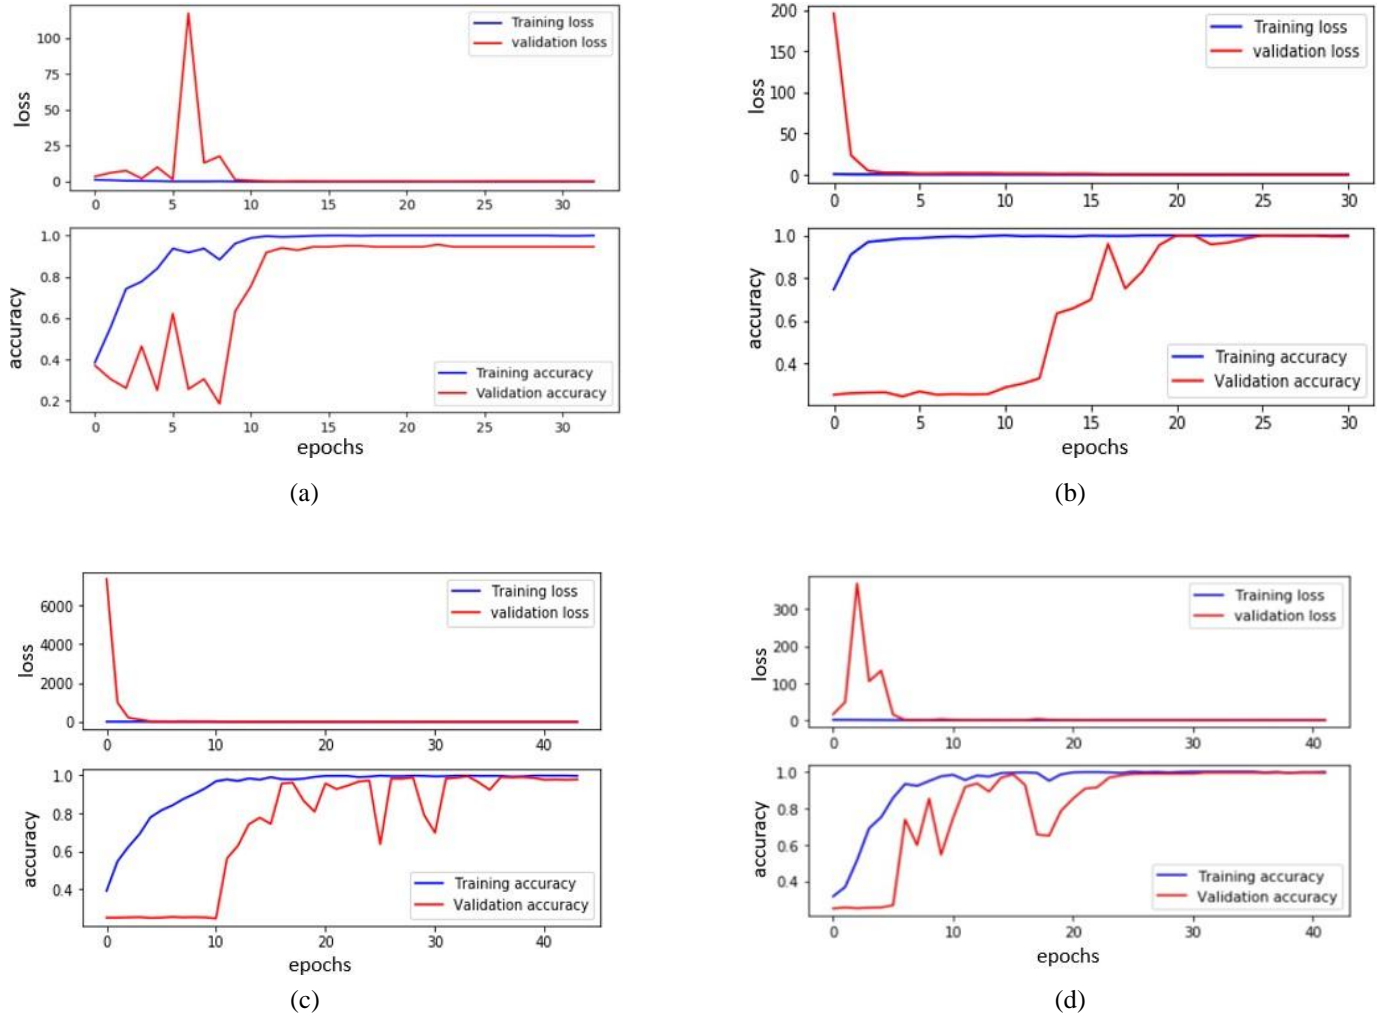 Training loss
validation loss
100
75
50
25
0
loss
0 5 10 15 20 25 30
1.0
0.8
0.6
0.4
0.2
accuracy
Training accuracy
Validation accuracy
0 5 10 15 20 25 30
epochs
(a)
Training loss
validation loss
200
150
100
50
0
loss
0 5 10 15 20 25 30
1.0
0.8
0.6
0.4
accuracy
Training accuracy
Validation accuracy
0 5 10 15 20 25 30
epochs
(b)
Training loss
validation loss
6000
4000
2000
0
loss
0 10 20 30 40
1.0
0.8
0.6
0.4
accuracy
Training accuracy
Validation accuracy
0 10 20 30 40
epochs
(c)
Training loss
validation loss
300
200
100
0
loss
0 10 20 30 40
1.0
0.8
0.6
0.4
accuracy
Training accuracy
Validation accuracy
0 10 20 30 40
epochs
(d)